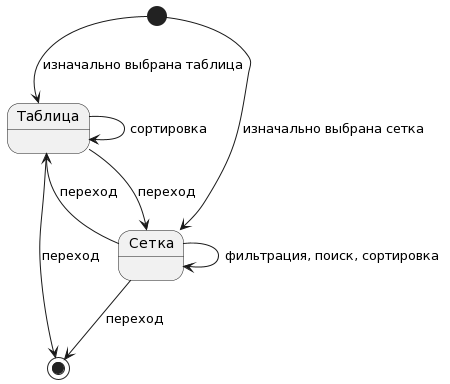 изначально выбрана таблица
Таблица
сортировка
изначально выбрана сетка
переход
переход
Сетка
переход
фильтрация, поиск, сортировка
переход